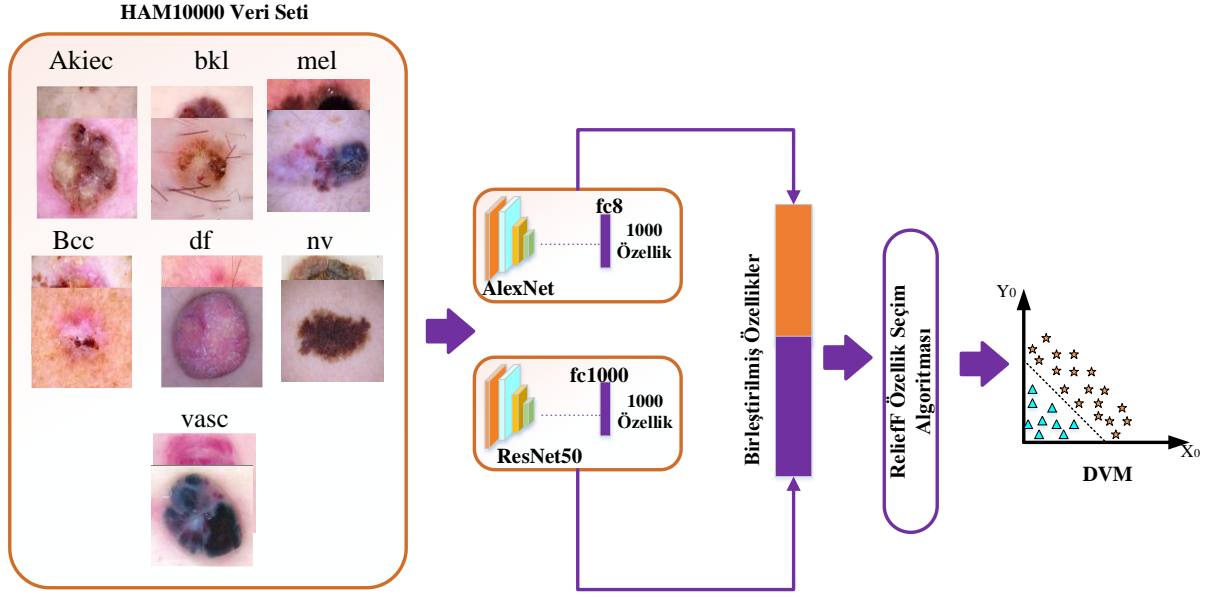 HAM10000 Veri Seti
Akiec
bkl
mel
Bcc
df
nv
vasc
fc8
1000
Özellik
AlexNet
fc1000
1000
Özellik
ResNet50
Birleştirilmiş Özellikler
ReliefF Özellik Seçim
Algoritması
Y0
X0
DVM